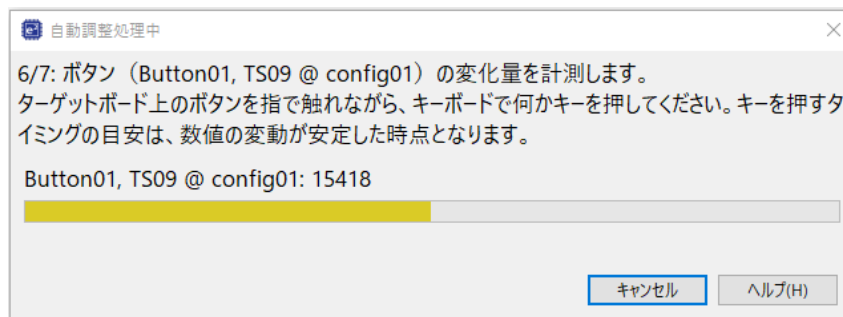 自動調整処理中
6/7: ボタン（Button01, TS09 @ config01）の変化量を計測します。
ターゲットボード上のボタンを指で触れながら、キーボードで何かキーを押してください。キーを押すタ
イミングの目安は、数値の変動が安定した時点となります。
Button01, TS09 @ config01: 15418
キャンセル
ヘルプ(H)